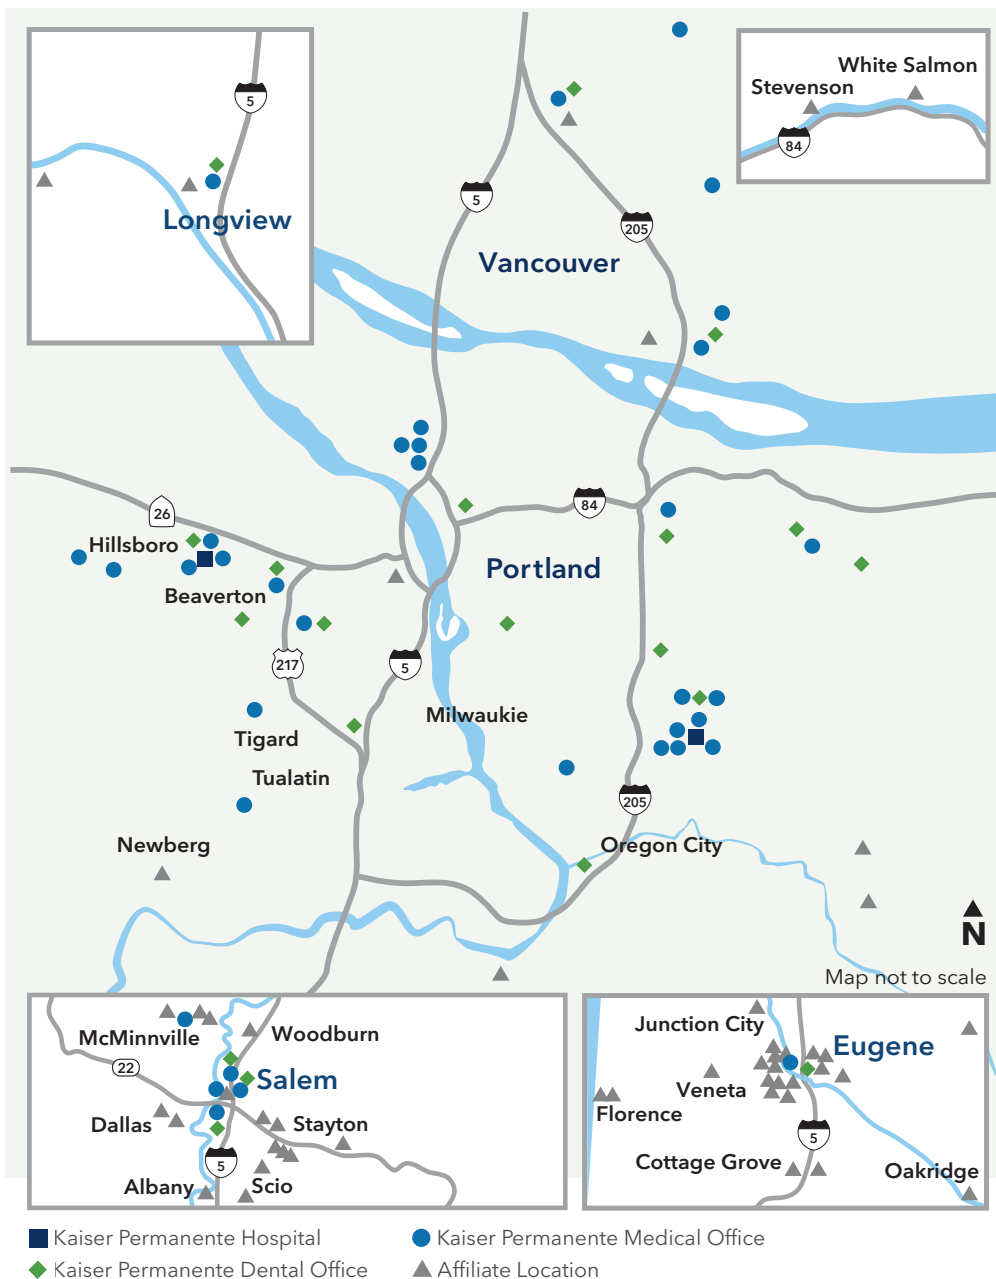 White Salmon
Stevenson
84
5
Longview
5
205
Vancouver
26
84
Hillsboro
Portland
Beaverton
217
5
Milwaukie
Tigard
Tualatin
205
Newberg
Oregon City
N
Map not to scale
McMinnville
Woodburn
22
Salem
Dallas
Stayton
5
Albany
Scio
Junction City
Eugene
Veneta
Florence
5
Cottage Grove
Oakridge
Kaiser Permanente Hospital
Kaiser Permanente Medical Office
Kaiser Permanente Dental Office
Affiliate Location